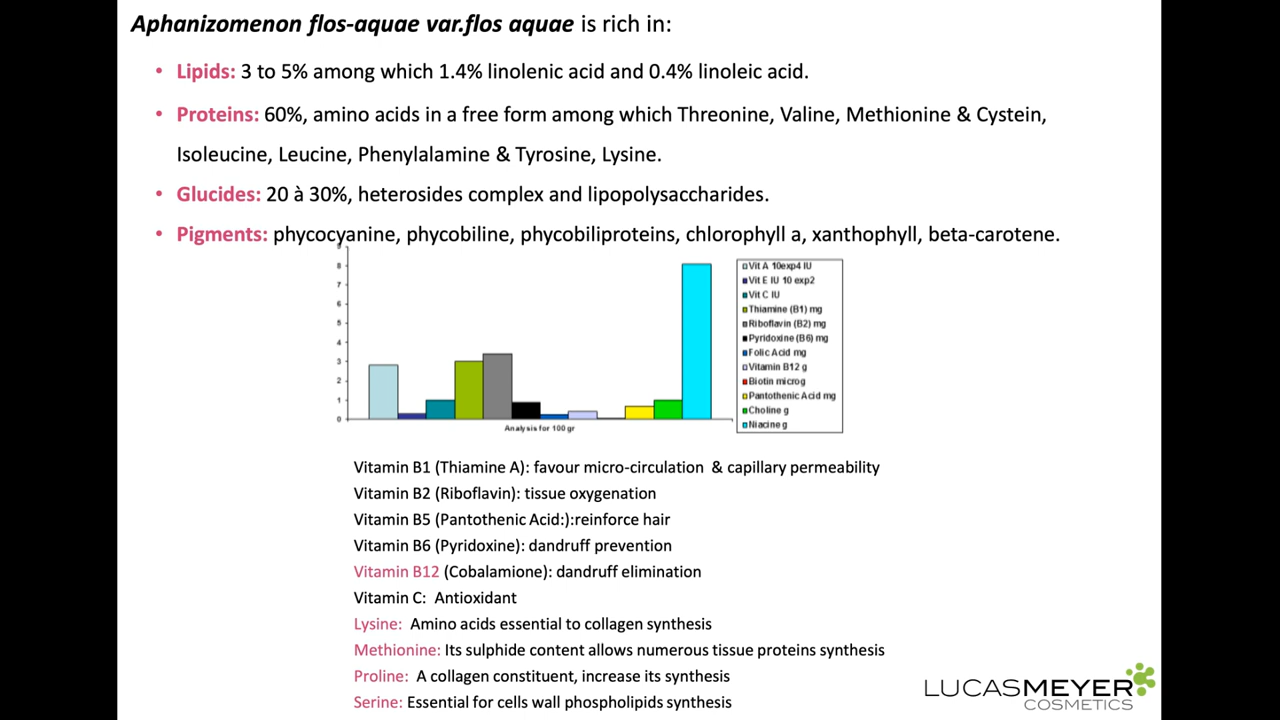 Aphanizomenon flos-aquae var.flos aquae is rich in:
• Lipids: 3 to 5% among which 1.4% linolenic acid and 0.4% linoleic acid.
• Proteins: 60%, amino acids in a free form among which Threonine, Valine, Methionine & Cystein,
Isoleucine, Leucine, Phenylalamine & Tyrosine, Lysine.
• Glucides: 20 à 30%, heterosides complex and lipopolysaccharides.
• Pigments: phycocyanine, phycobiline, phycobiliproteins, chlorophyll a, xanthophyll, beta-carotene.
9
8
7
6
5
4
3
2
1
0
Analysis for 100 gr
Vit A 10exp4 IU
Vit E IU 10 exp2
Vit C IU
Thiamine (B1) mg
Riboflavin (B2) mg
Pyridoxine (B6) mg
Folic Acid mg
Vitamin B12 g
Biotin microg
Pantothenic Acid mg
Choline g
Niacine g
Vitamin B1 (Thiamine A): favour micro-circulation & capillary permeability
Vitamin B2 (Riboflavin): tissue oxygenation
Vitamin B5 (Pantothenic Acid:):reinforce hair
Vitamin B6 (Pyridoxine): dandruff prevention
Vitamin B12 (Cobalamione): dandruff elimination
Vitamin C: Antioxidant
Lysine: Amino acids essential to collagen synthesis
Methionine: Its sulphide content allows numerous tissue proteins synthesis
Proline: A collagen constituent, increase its synthesis
Serine: Essential for cells wall phospholipids synthesis
LUCASMEYER
COSMETICS